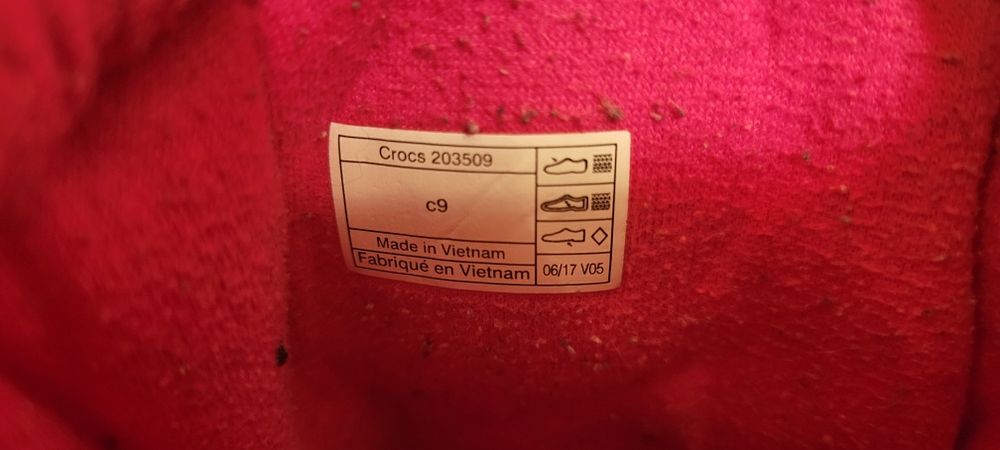 Crocs 203509
c9
Made in Vietnam
Fabriqué en Vietnam
06/17 V05